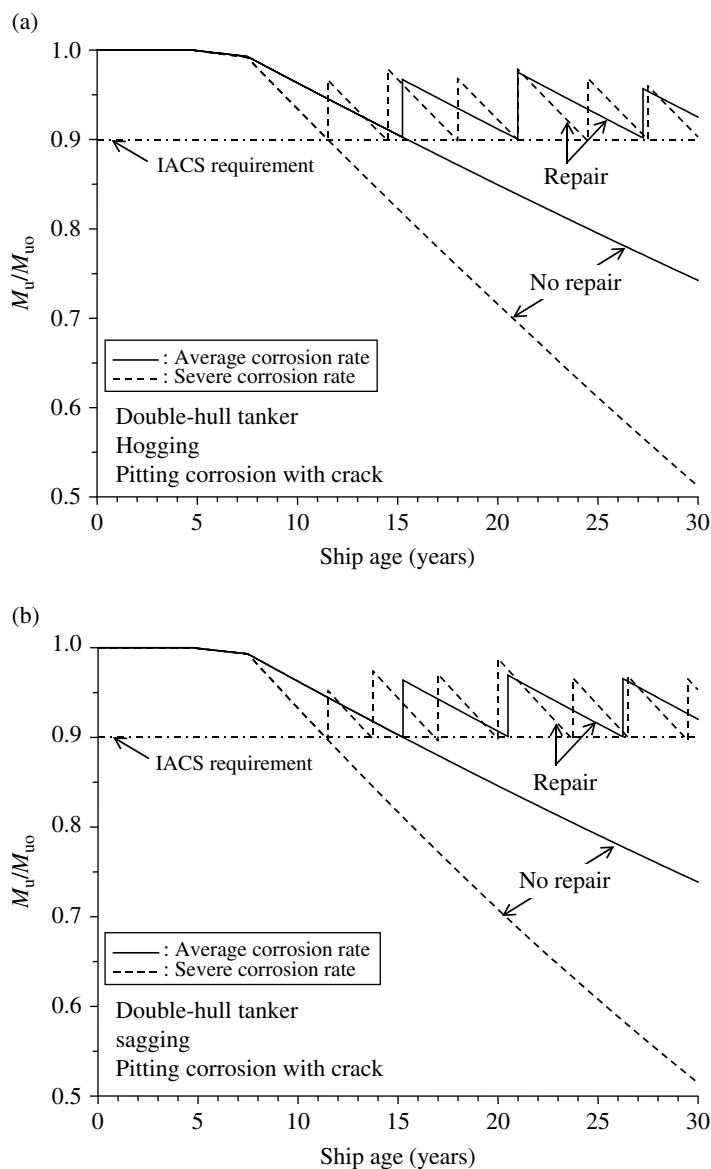 (a)
1.0
0.9
0.8
0.7
0.6
0.5
M_u/M_uo
IACS requirement
Repair
No repair
: Average corrosion rate
: Severe corrosion rate
Double-hull tanker
Hogging
Pitting corrosion with crack
0 5 10 15 20 25 30
Ship age (years)
(b)
1.0
0.9
0.8
0.7
0.6
0.5
M_u/M_uo
IACS requirement
Repair
No repair
: Average corrosion rate
: Severe corrosion rate
Double-hull tanker
sagging
Pitting corrosion with crack
0 5 10 15 20 25 30
Ship age (years)